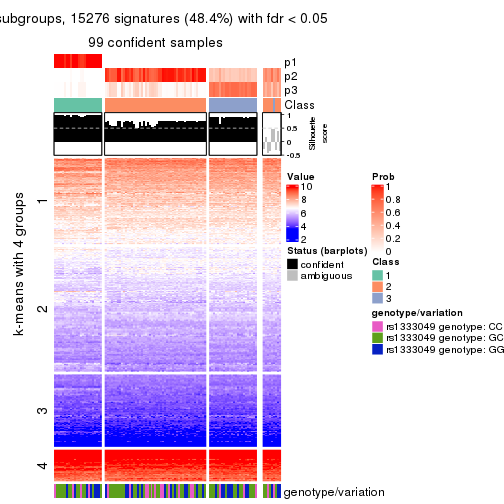 subgroups, 15276 signatures (48.4%) with fdr < 0.05
99 confident samples
p1
p2
p3
Class
1
0.5
0
-0.5
Silhouette
score
k-means with 4 groups
1
2
3
4
genotype/variation
Value
10
8
6
4
2
Status (barplots)
confident
ambiguous
Prob
1
0.8
0.6
0.4
0.2
0
Class
1
2
3
genotype/variation
rs1333049 genotype: CC
rs1333049 genotype: GC
rs1333049 genotype: GG